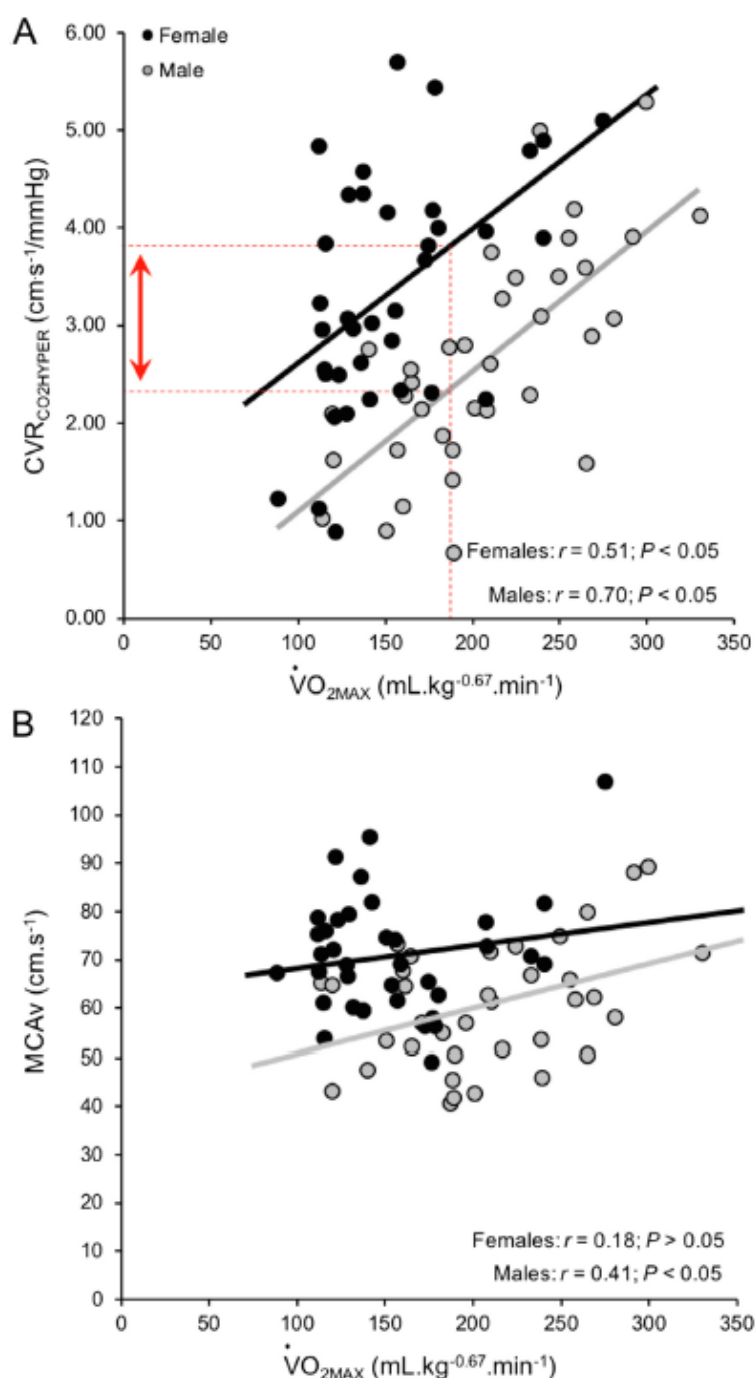 A
6.00
Female
Male
5.00
4.00
3.00
2.00
1.00
0.00
CVR_CO2HYPER (cm·s⁻¹/mmHg)
Females: r = 0.51; P < 0.05
Males: r = 0.70; P < 0.05
0 50 100 150 200 250 300 350
V̇O₂MAX (mL.kg⁻⁰·⁶⁷.min⁻¹)
B
120
110
100
90
80
70
60
50
40
30
20
10
0
MCAv (cm.s⁻¹)
Females: r = 0.18; P > 0.05
Males: r = 0.41; P < 0.05
0 50 100 150 200 250 300 350
V̇O₂MAX (mL.kg⁻⁰·⁶⁷.min⁻¹)